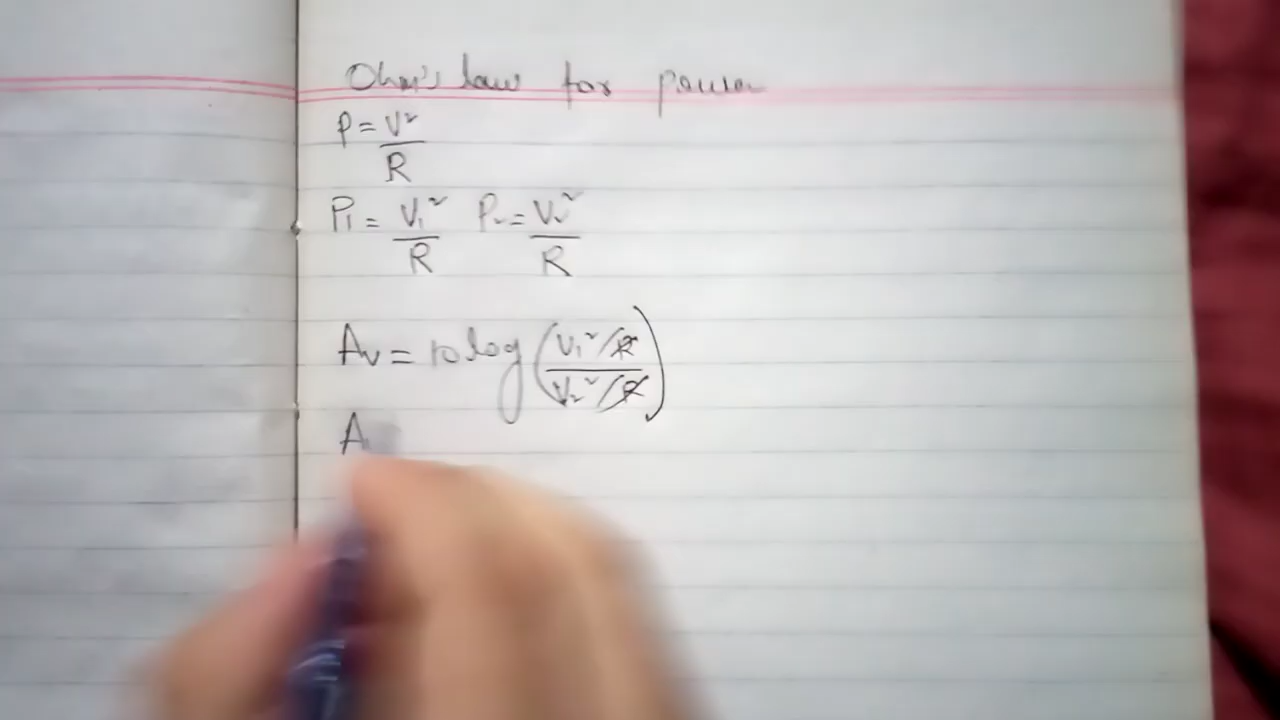 Ohm's law for power
P = V²/R
P₁ = V₁²/R P₂ = V₂²/R
Av = 10 log (V₁²/R / V₂²/R)
A